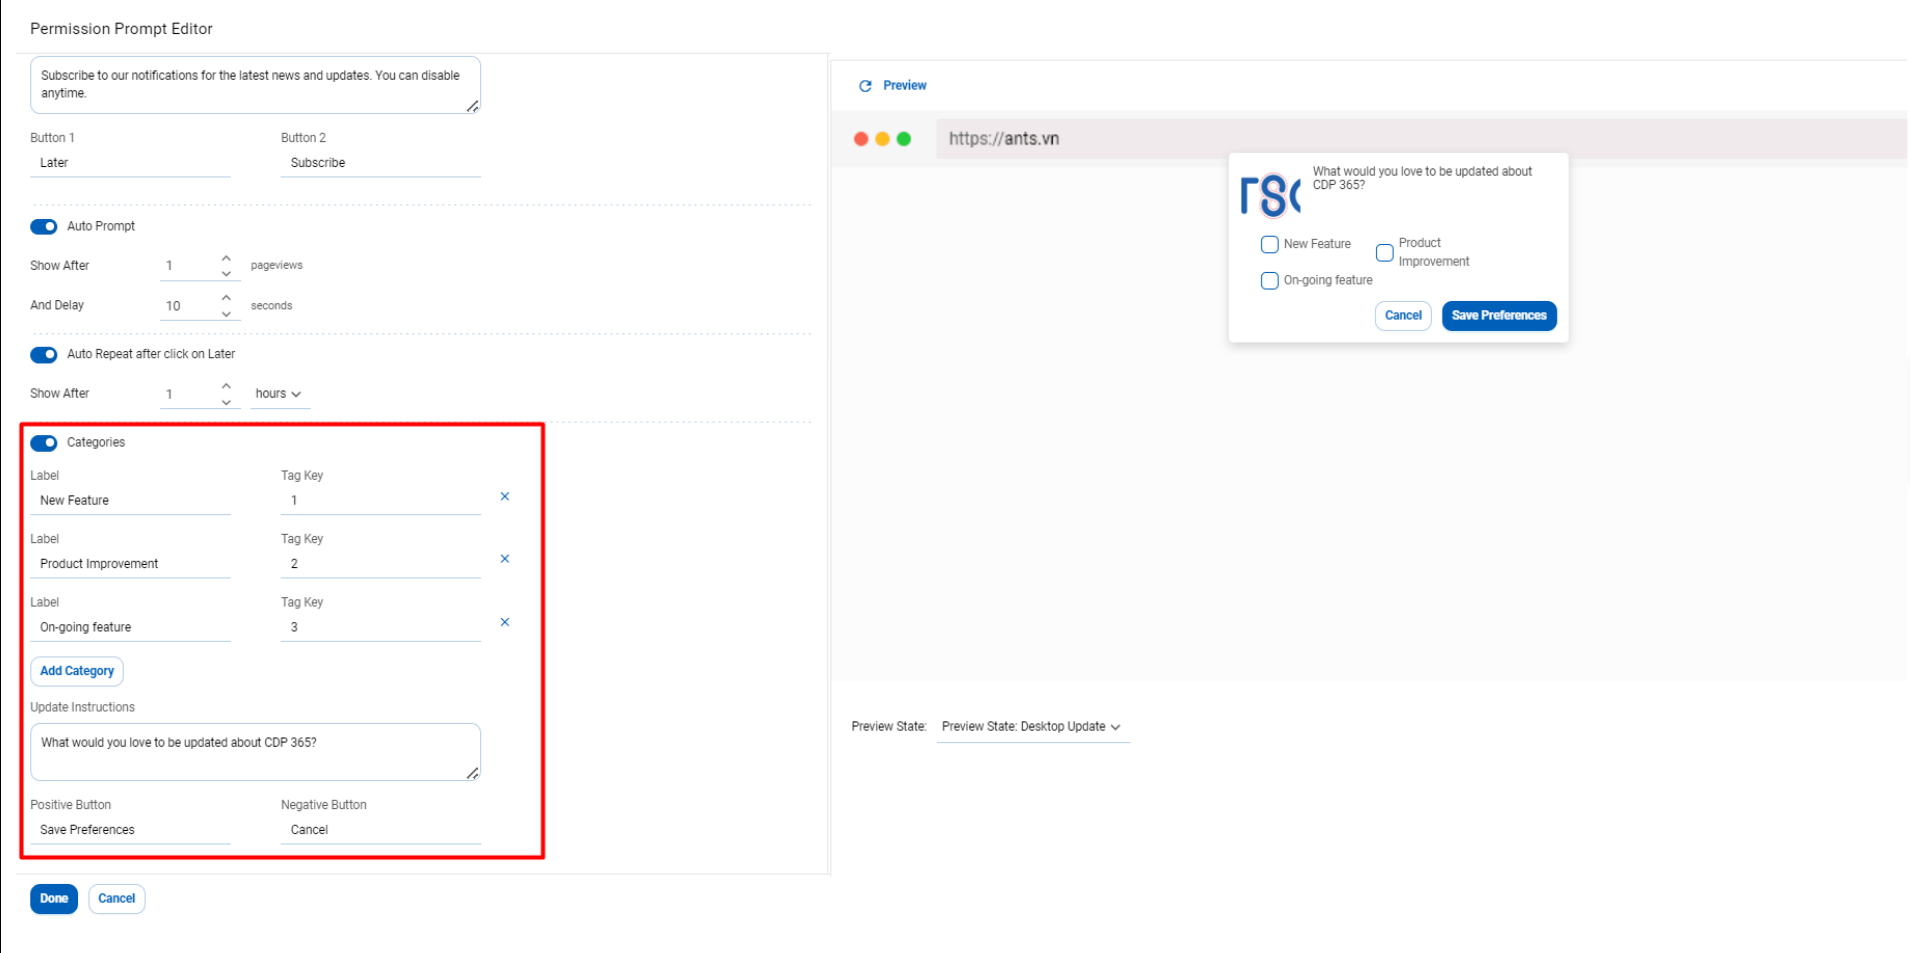 Permission Prompt Editor
Subscribe to our notifications for the latest news and updates. You can disable
anytime.
Button 1
Button 2
Later
Subscribe
Auto Prompt
Show After
1
pageviews
And Delay
10
seconds
Auto Repeat after click on Later
Show After
1
hours
Categories
Label
Tag Key
New Feature
1
Label
Tag Key
Product Improvement
2
Label
Tag Key
On-going feature
3
Add Category
Update Instructions
What would you love to be updated about CDP 365?
Positive Button
Negative Button
Save Preferences
Cancel
Done
Cancel
Preview
https://ants.vn
What would you love to be updated about
CDP 365?
New Feature
Product
Improvement
On-going feature
Cancel
Save Preferences
Preview State:
Preview State: Desktop Update